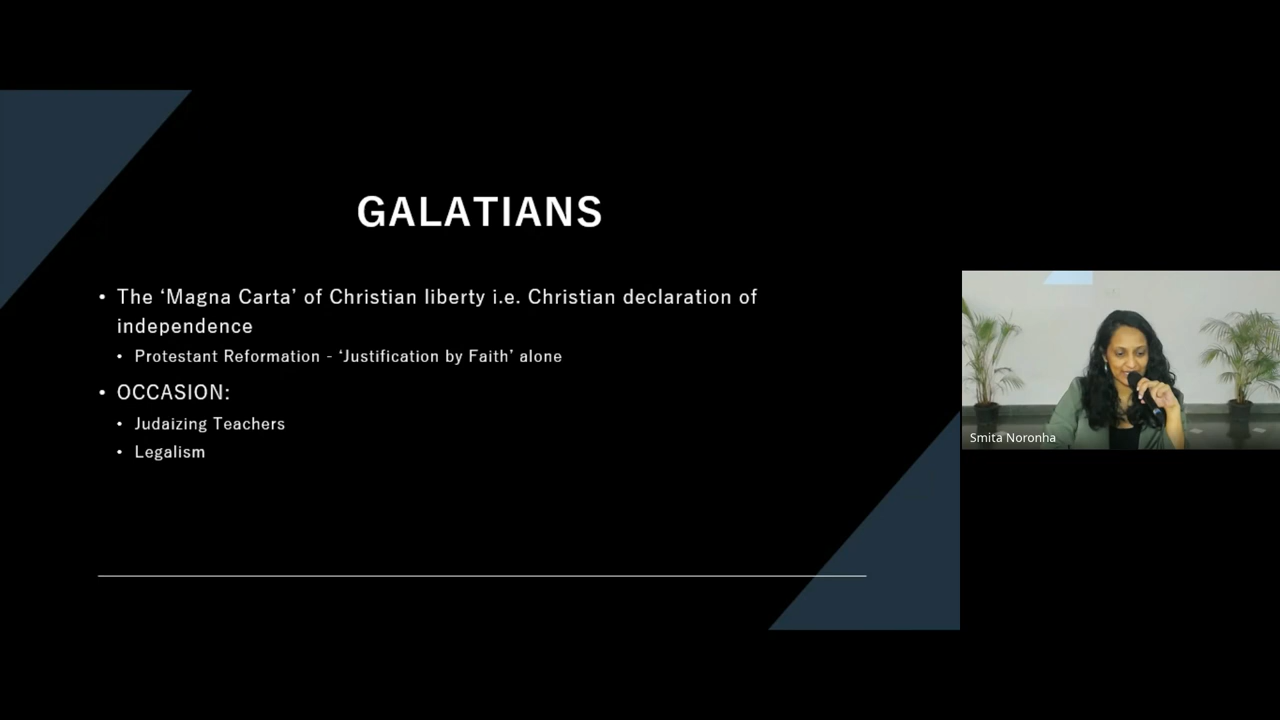 GALATIANS
• The ‘Magna Carta’ of Christian liberty i.e. Christian declaration of
independence
• Protestant Reformation - ‘Justification by Faith’ alone
• OCCASION:
• Judaizing Teachers
• Legalism
Smita Noronha